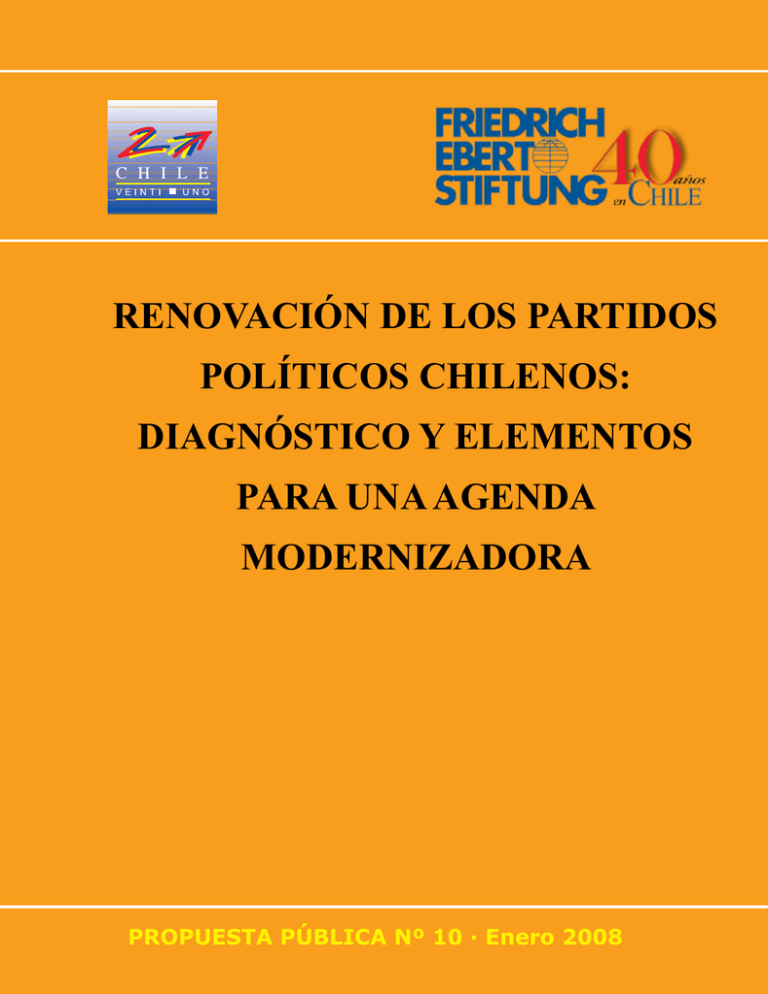 21
CHILE
VEINTI UNO
FRIEDRICH
EBERT
STIFTUNG
40 años
en CHILE
RENOVACIÓN DE LOS PARTIDOS
POLÍTICOS CHILENOS:
DIAGNÓSTICO Y ELEMENTOS
PARA UNA AGENDA
MODERNIZADORA
PROPUESTA PÚBLICA Nº 10 · Enero 2008